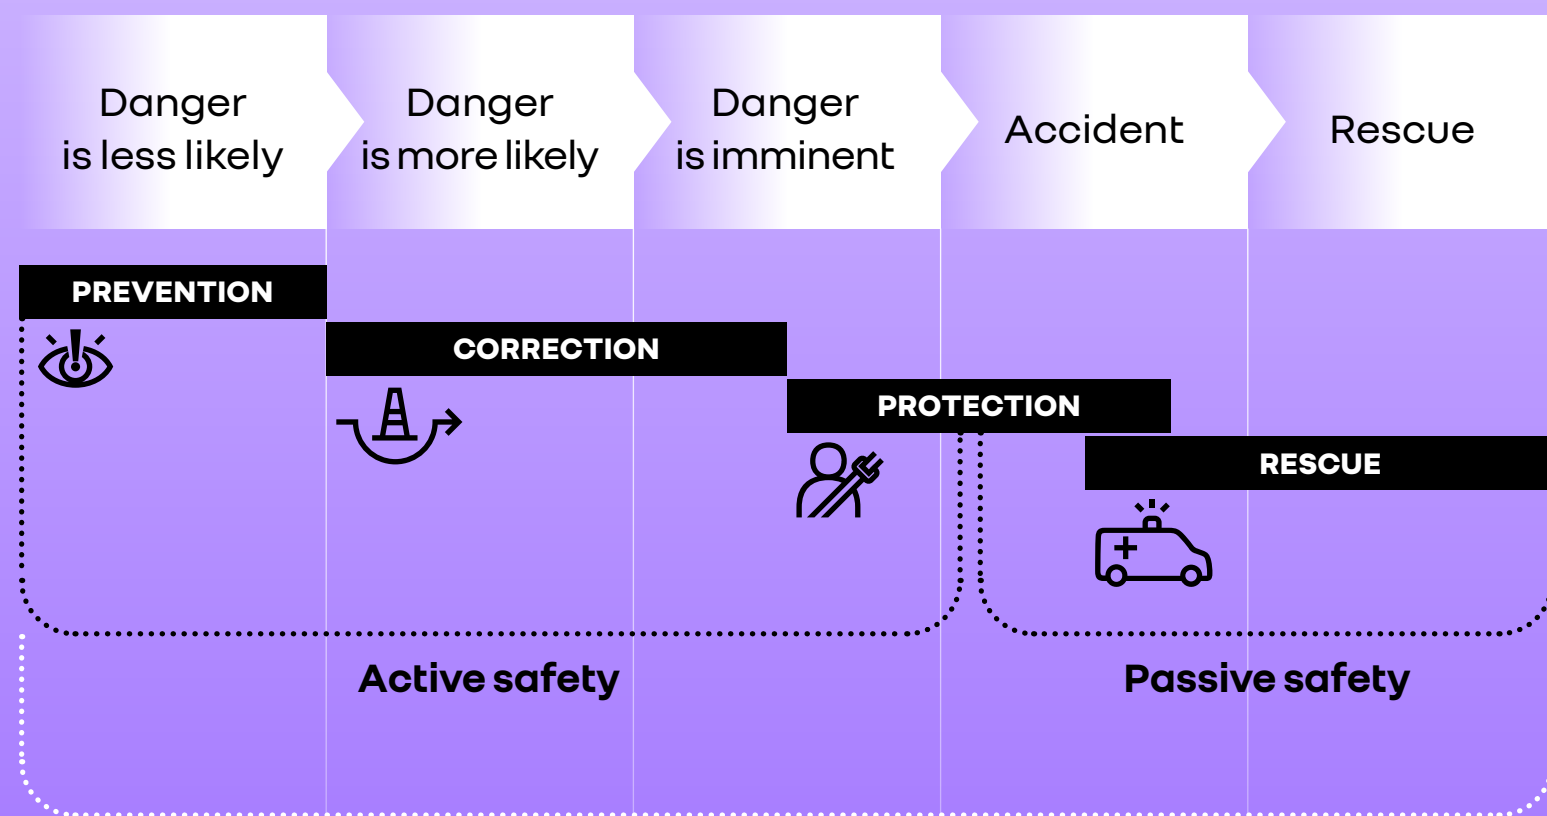 Danger
is less likely
Danger
is more likely
Danger
is imminent
Accident
Rescue
PREVENTION
CORRECTION
PROTECTION
RESCUE
Active safety
Passive safety